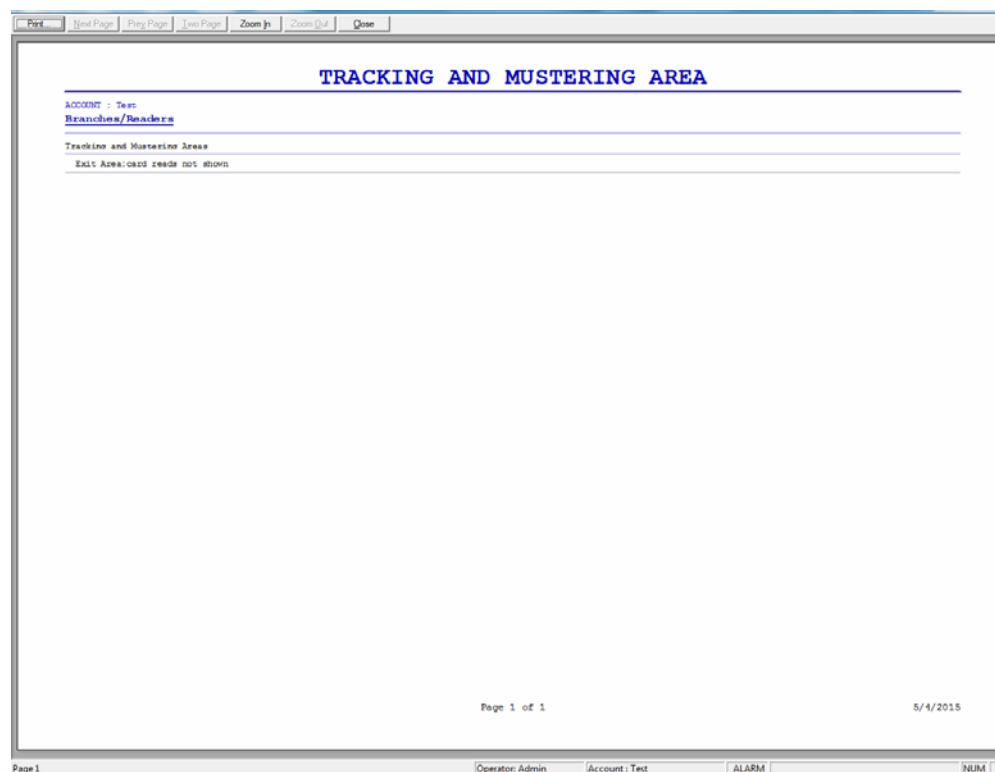 Print... Next Page Prev Page Two Page Zoom In Zoom Out Close
TRACKING AND MUSTERING AREA
ACCOUNT : Test
Branches/Readers
Tracking and Mustering Areas
Exit Area:card reads not shown
Page 1 of 1 5/4/2015
Page 1 Operator: Admin Account : Test ALARM NUM